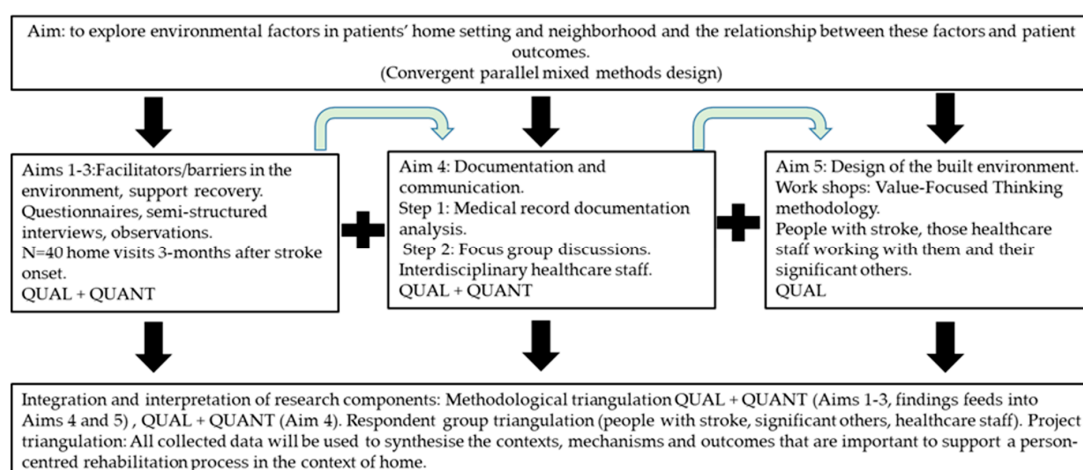 Aim: to explore environmental factors in patients' home setting and neighborhood and the relationship between these factors and patient
outcomes.
(Convergent parallel mixed methods design)
Aims 1-3:Facilitators/barriers in the
environment, support recovery.
Questionnaires, semi-structured
interviews, observations.
N=40 home visits 3-months after stroke
onset.
QUAL + QUANT
Aim 4: Documentation and
communication.
Step 1: Medical record documentation
analysis.
Step 2: Focus group discussions.
Interdisciplinary healthcare staff.
QUAL + QUANT
Aim 5: Design of the built environment.
Work shops: Value-Focused Thinking
methodology.
People with stroke, those healthcare
staff working with them and their
significant others.
QUAL
Integration and interpretation of research components: Methodological triangulation QUAL + QUANT (Aims 1-3, findings feeds into
Aims 4 and 5) , QUAL + QUANT (Aim 4). Respondent group triangulation (people with stroke, significant others, healthcare staff). Project
triangulation: All collected data will be used to synthesise the contexts, mechanisms and outcomes that are important to support a person-
centred rehabilitation process in the context of home.